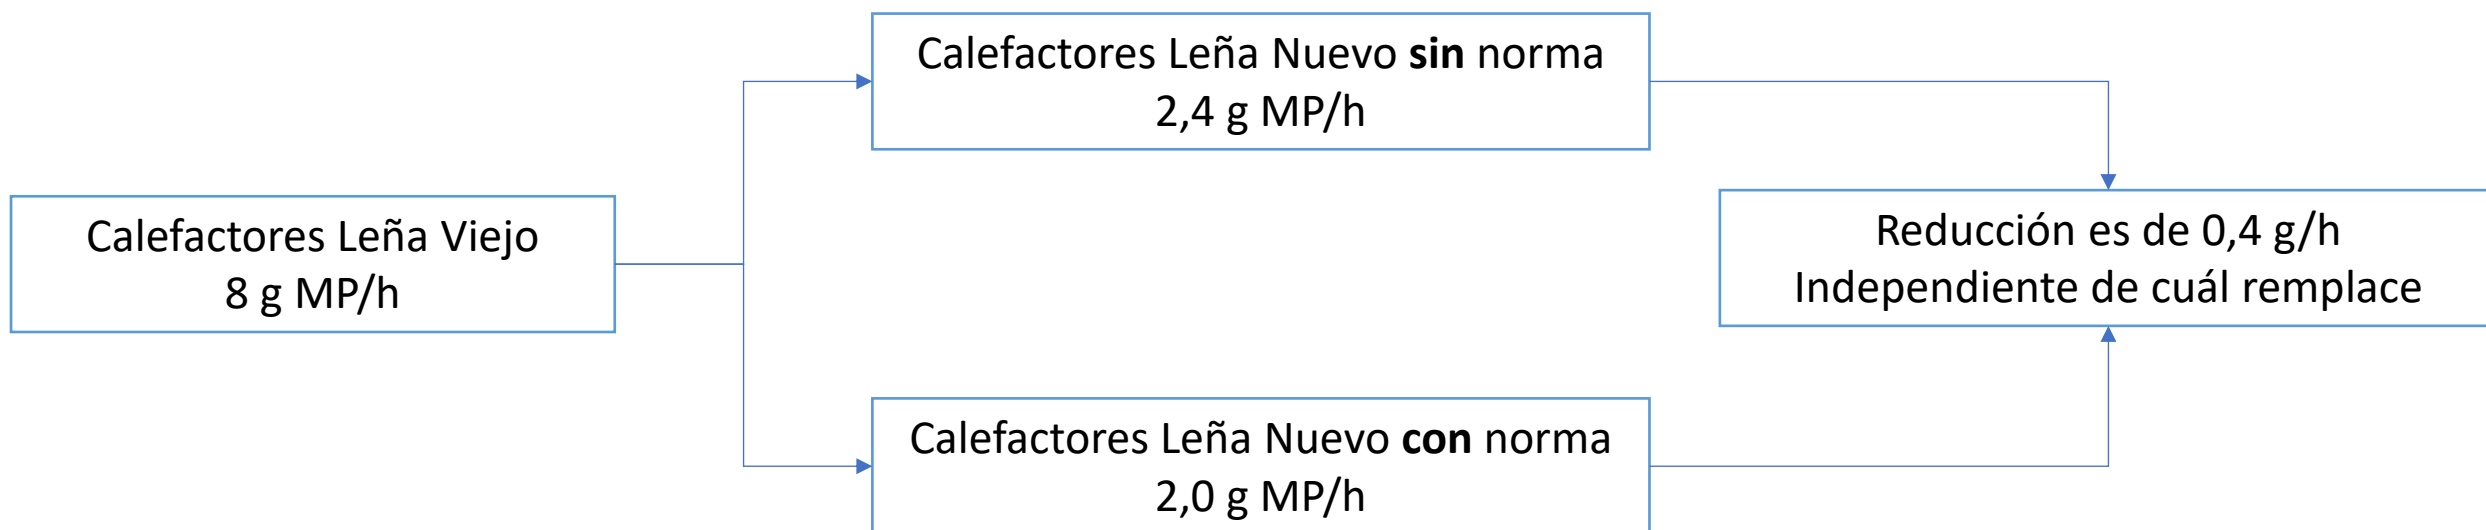 Calefactores Leña Viejo
8 g MP/h
Calefactores Leña Nuevo sin norma
2,4 g MP/h
Calefactores Leña Nuevo con norma
2,0 g MP/h
Reducción es de 0,4 g/h
Independiente de cuál remplace